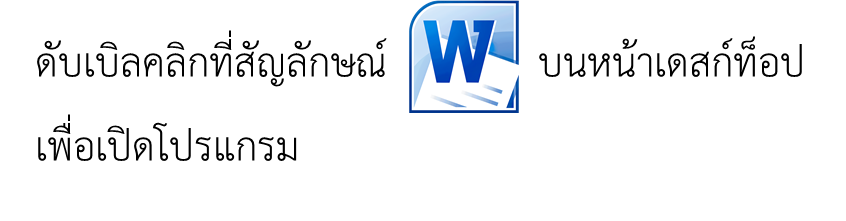 ดับเบิลคลิกที่สัญลักษณ์ W บนหน้าเดสก์ท็อป
เพื่อเปิดโปรแกรม